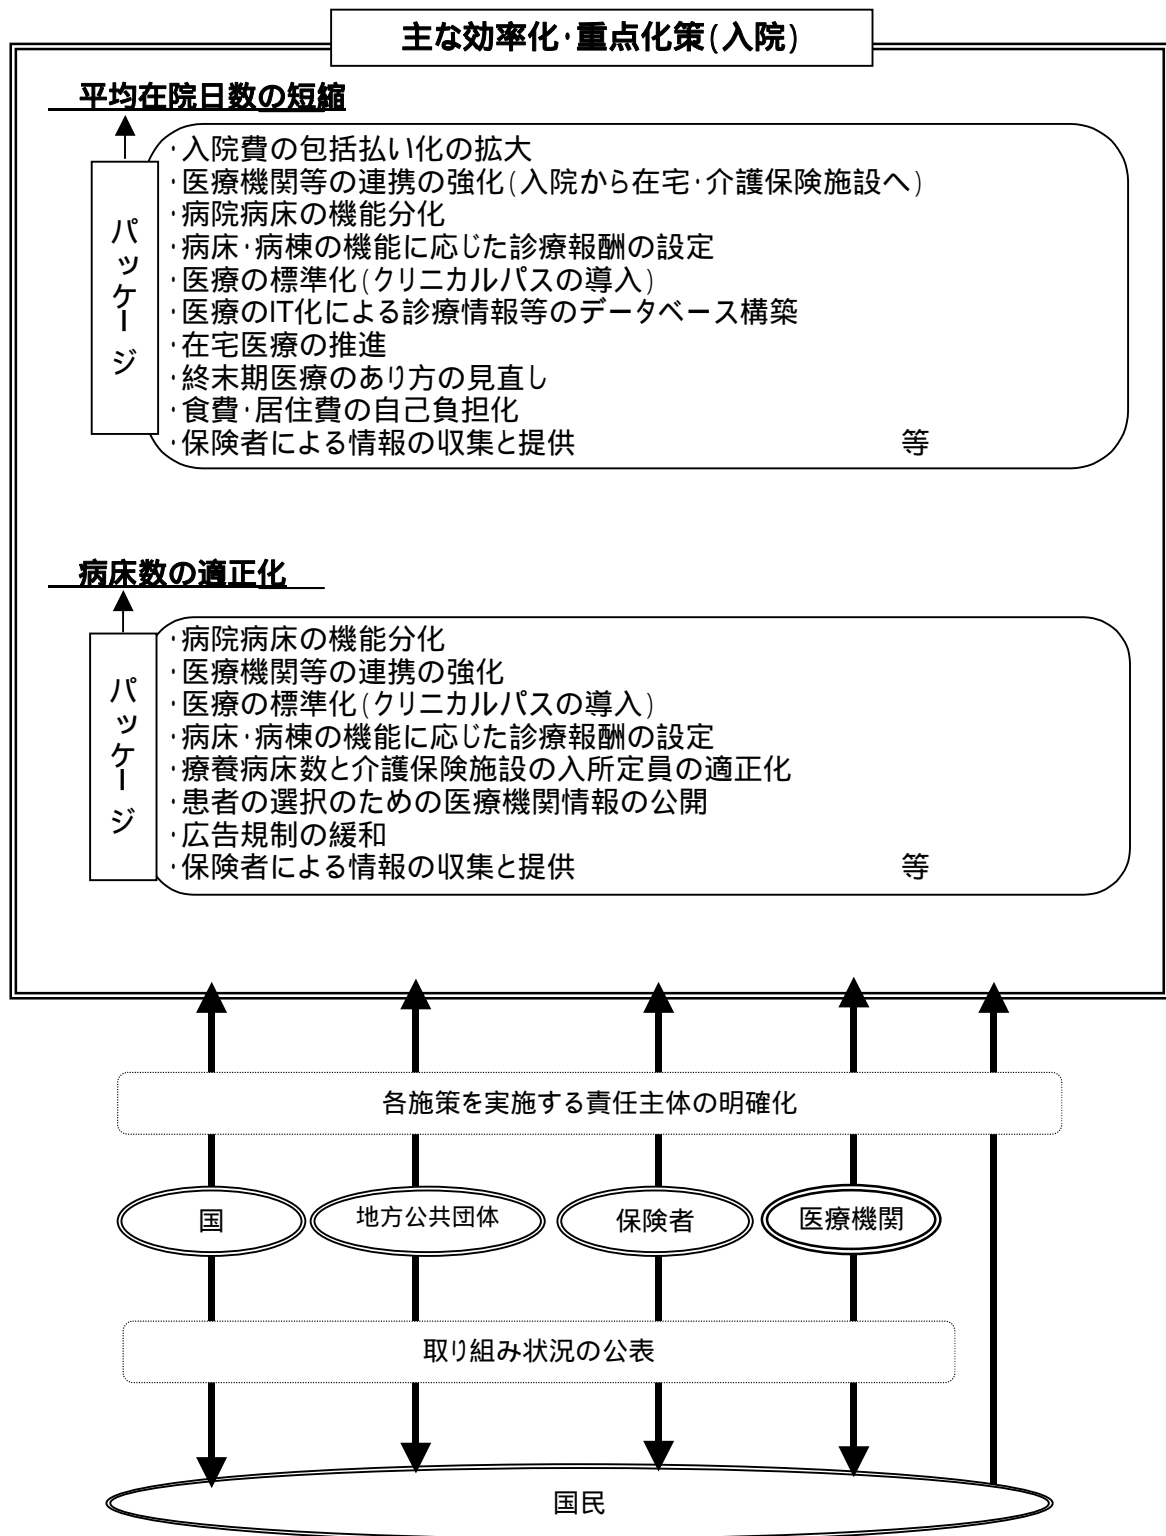 主な効率化･重点化策(入院)
平均在院日数の短縮
パッケージ
･入院費の包括払い化の拡大
･医療機関等の連携の強化(入院から在宅･介護保険施設へ)
･病院病床の機能分化
･病床･病棟の機能に応じた診療報酬の設定
･医療の標準化(クリニカルパスの導入)
･医療のIT化による診療情報等のデータベース構築
･在宅医療の推進
･終末期医療のあり方の見直し
･食費･居住費の自己負担化
･保険者による情報の収集と提供 等
病床数の適正化
パッケージ
･病院病床の機能分化
･医療機関等の連携の強化
･医療の標準化(クリニカルパスの導入)
･病床･病棟の機能に応じた診療報酬の設定
･療養病床数と介護保険施設の入所定員の適正化
･患者の選択のための医療機関情報の公開
･広告規制の緩和
･保険者による情報の収集と提供 等
各施策を実施する責任主体の明確化
国 地方公共団体 保険者 医療機関
取り組み状況の公表
国民